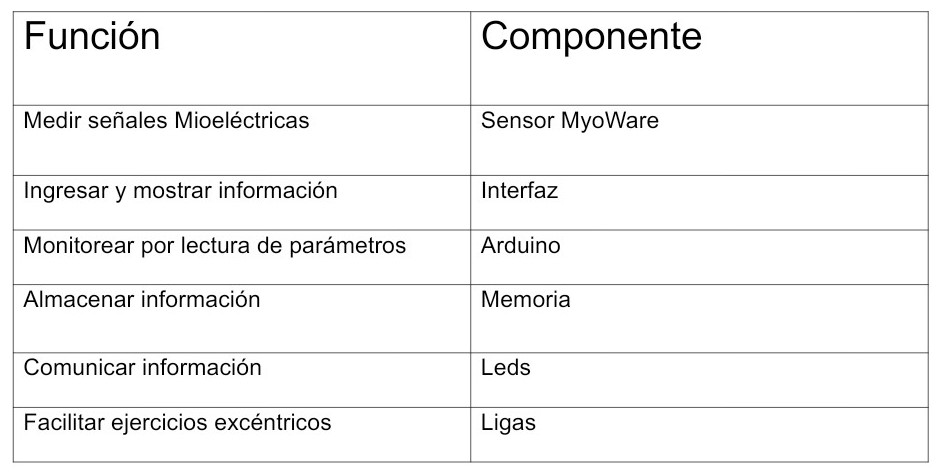 Función Componente
Medir señales Mioeléctricas Sensor MyoWare
Ingresar y mostrar información Interfaz
Monitorear por lectura de parámetros Arduino
Almacenar información Memoria
Comunicar información Leds
Facilitar ejercicios excéntricos Ligas